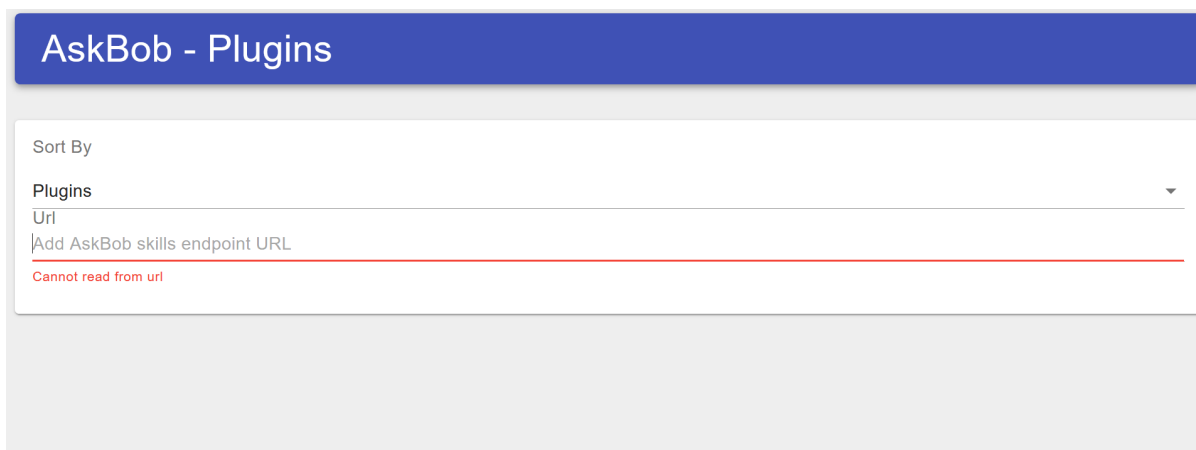 AskBob - Plugins
Sort By
Plugins
Url
Add AskBob skills endpoint URL
Cannot read from url